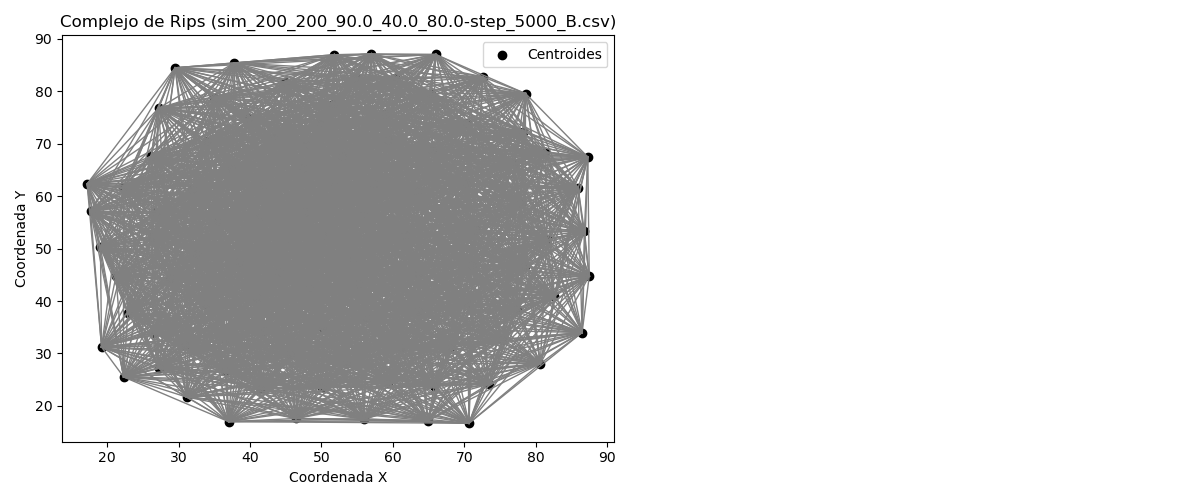 Complejo de Rips (sim_200_200_90.0_40.0_80.0-step_5000_B.csv)
Centroides
90
80
70
60
50
40
30
20
Coordenada Y
20 30 40 50 60 70 80 90
Coordenada X